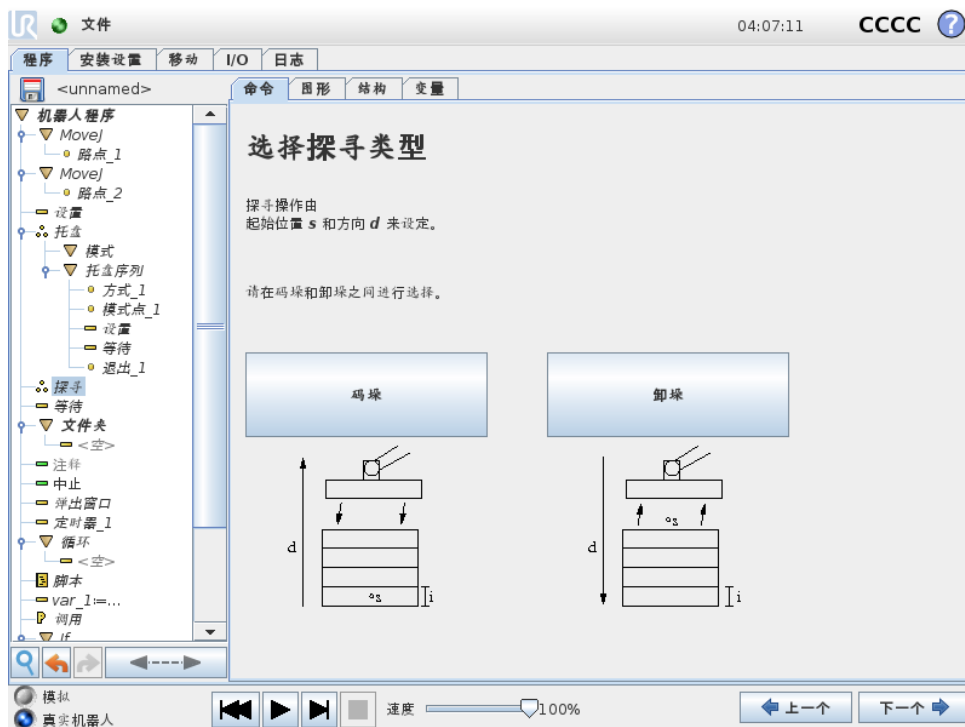 UR 文件 04:07:11 CCCC ?
程序 安装设置 移动 I/O 日志
<unnamed>
命令 图形 结构 变量
机器人程序
MoveJ
路点_1
MoveJ
路点_2
设置
托盘
模式
托盘序列
方式_1
模式点_1
设置
等待
退出_1
探寻
等待
文件夹
<空>
注释
中止
弹出窗口
定时器_1
循环
<空>
脚本
var_1:=...
P 调用
If
选择探寻类型
探寻操作由
起始位置 s 和方向 d 来设定。
请在码垛和卸垛之间进行选择。
码垛 卸垛
d s i
d s i
模拟
真实机器人
速度 100%
上一个 下一个